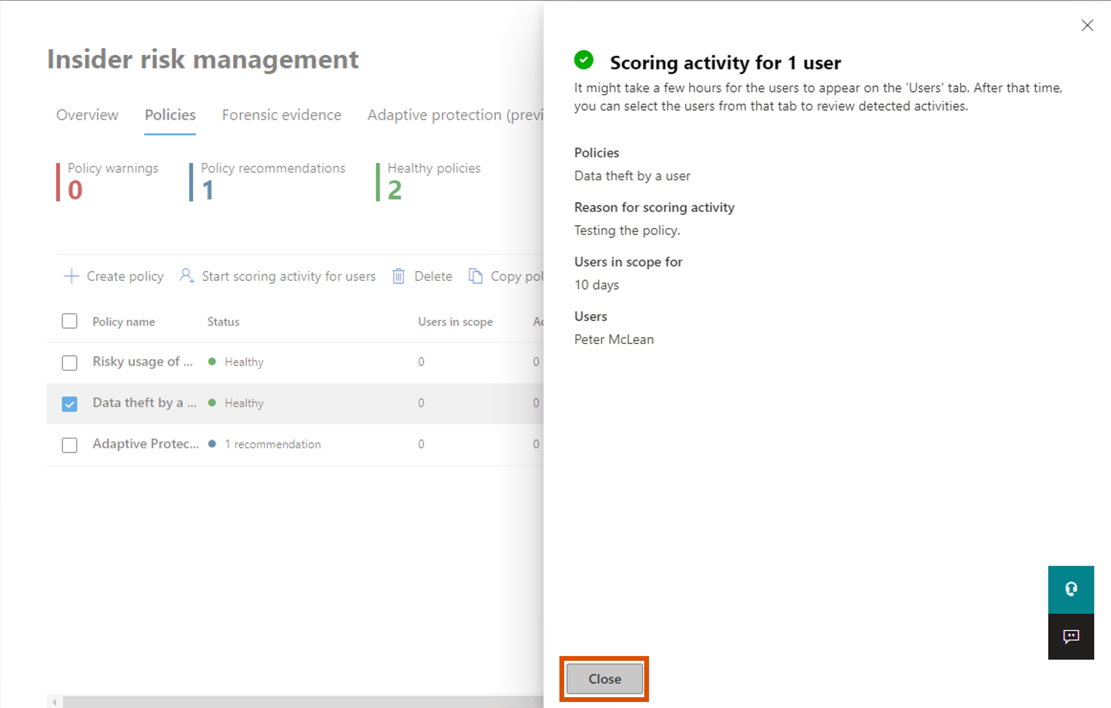 Insider risk management
Overview Policies Forensic evidence Adaptive protection (previ
Policy warnings
0
Policy recommendations
1
Healthy policies
2
Create policy Start scoring activity for users Delete Copy pol
Policy name Status Users in scope Ac
Risky usage of ... Healthy 0 0
Data theft by a ... Healthy 0 0
Adaptive Protec... 1 recommendation 0 0
Scoring activity for 1 user
It might take a few hours for the users to appear on the 'Users' tab. After that time,
you can select the users from that tab to review detected activities.
Policies
Data theft by a user
Reason for scoring activity
Testing the policy.
Users in scope for
10 days
Users
Peter McLean
Close